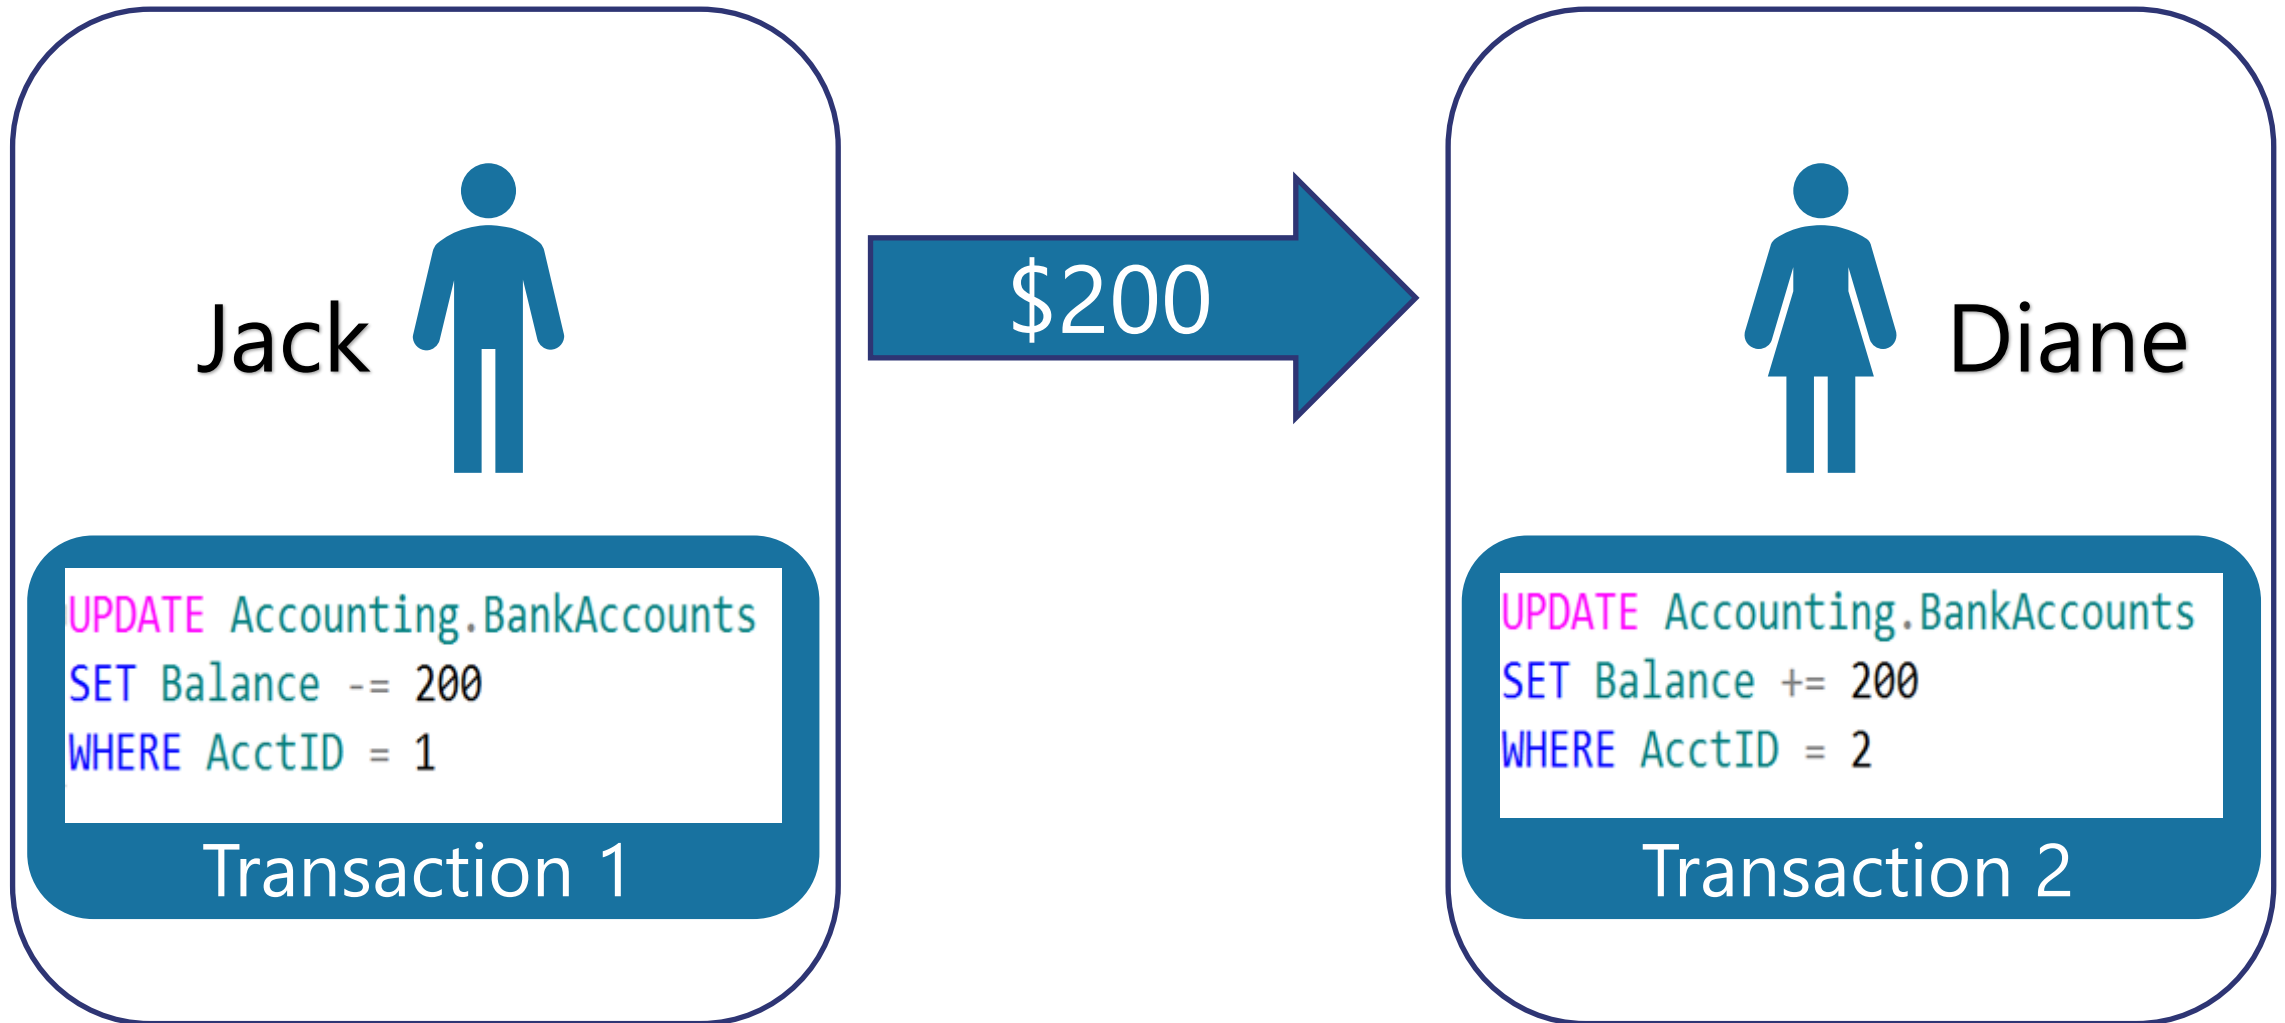 Jack
$200
Diane
UPDATE Accounting.BankAccounts
SET Balance -= 200
WHERE AcctID = 1
Transaction 1
UPDATE Accounting.BankAccounts
SET Balance += 200
WHERE AcctID = 2
Transaction 2